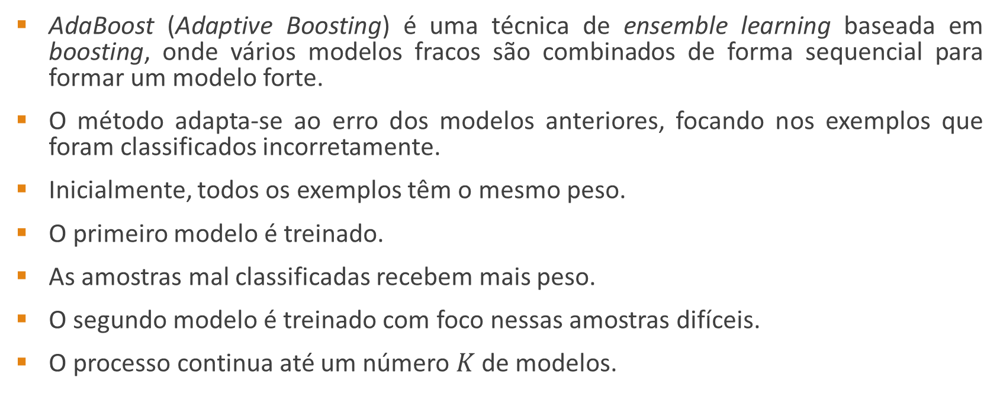 ▪ AdaBoost (Adaptive Boosting) é uma técnica de ensemble learning baseada em
boosting, onde vários modelos fracos são combinados de forma sequencial para
formar um modelo forte.
▪ O método adapta-se ao erro dos modelos anteriores, focando nos exemplos que
foram classificados incorretamente.
▪ Inicialmente, todos os exemplos têm o mesmo peso.
▪ O primeiro modelo é treinado.
▪ As amostras mal classificadas recebem mais peso.
▪ O segundo modelo é treinado com foco nessas amostras difíceis.
▪ O processo continua até um número K de modelos.